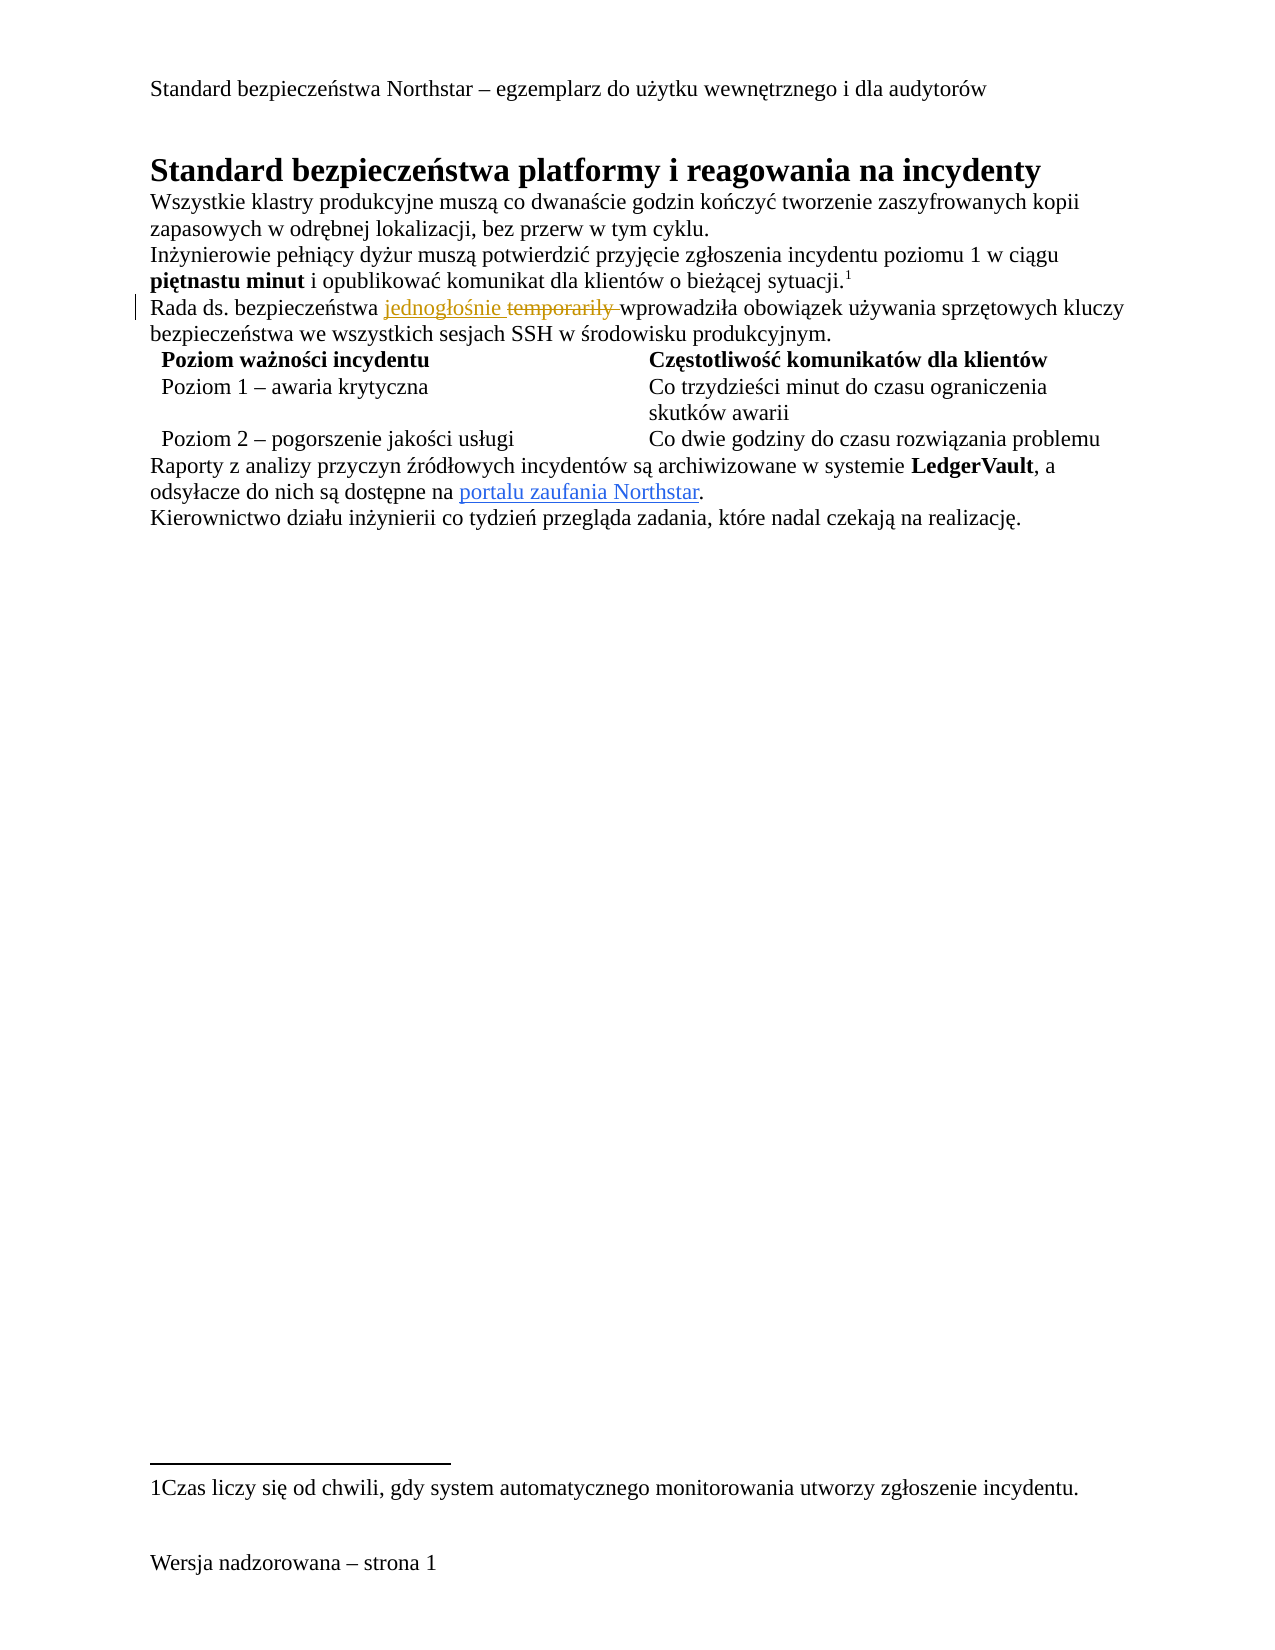 Standard bezpieczeństwa Northstar – egzemplarz do użytku wewnętrznego i dla audytorów
Standard bezpieczeństwa platformy i reagowania na incydenty
Wszystkie klastry produkcyjne muszą co dwanaście godzin kończyć tworzenie zaszyfrowanych kopii
zapasowych w odrębnej lokalizacji, bez przerw w tym cyklu.
Inżynierowie pełniący dyżur muszą potwierdzić przyjęcie zgłoszenia incydentu poziomu 1 w ciągu
piętnastu minut i opublikować komunikat dla klientów o bieżącej sytuacji.1
Rada ds. bezpieczeństwa jednogłośnie temporarily wprowadziła obowiązek używania sprzętowych kluczy
bezpieczeństwa we wszystkich sesjach SSH w środowisku produkcyjnym.
Poziom ważności incydentu Częstotliwość komunikatów dla klientów
Poziom 1 – awaria krytyczna Co trzydzieści minut do czasu ograniczenia
skutków awarii
Poziom 2 – pogorszenie jakości usługi Co dwie godziny do czasu rozwiązania problemu
Raporty z analizy przyczyn źródłowych incydentów są archiwizowane w systemie LedgerVault, a
odsyłacze do nich są dostępne na portalu zaufania Northstar.
Kierownictwo działu inżynierii co tydzień przegląda zadania, które nadal czekają na realizację.
1Czas liczy się od chwili, gdy system automatycznego monitorowania utworzy zgłoszenie incydentu.
Wersja nadzorowana – strona 1